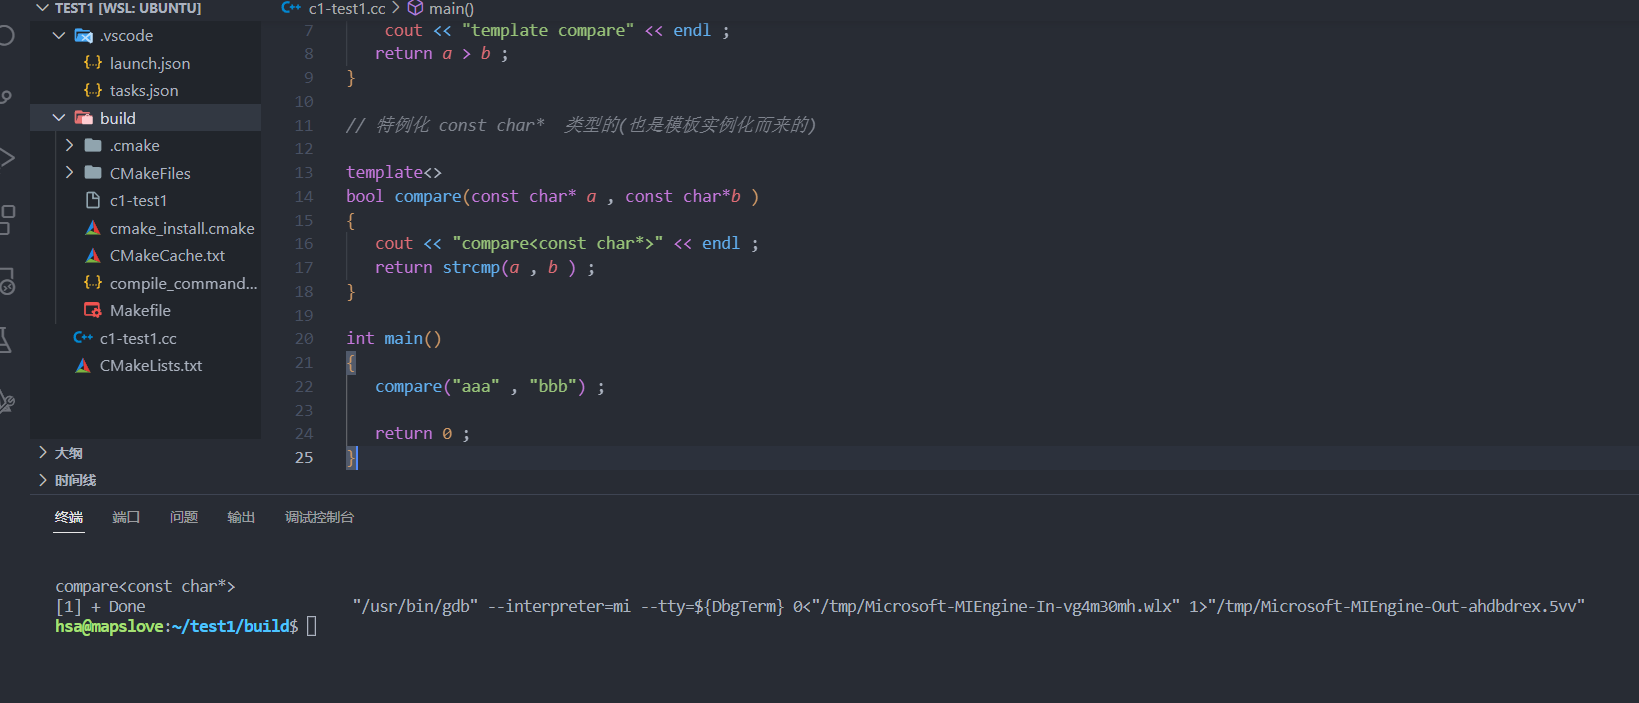 TEST1 [WSL: UBUNTU]
.vscode
launch.json
tasks.json
build
.cmake
CMakeFiles
c1-test1
cmake_install.cmake
CMakeCache.txt
compile_command...
Makefile
c1-test1.cc
CMakeLists.txt
大纲
时间线
c1-test1.cc > main()
7 cout << "template compare" << endl ;
8 return a > b ;
9 }
10
11 // 特例化 const char* 类型的(也是模板实例化而来的)
12
13 template<>
14 bool compare(const char* a , const char*b )
15 {
16 cout << "compare<const char*>" << endl ;
17 return strcmp(a , b ) ;
18 }
19
20 int main()
21 {
22 compare("aaa" , "bbb") ;
23
24 return 0 ;
25 }
终端 端口 问题 输出 调试控制台
compare<const char*>
[1] + Done "/usr/bin/gdb" --interpreter=mi --tty=${DbgTerm} 0<"/tmp/Microsoft-MIEngine-In-vg4m30mh.wlx" 1>"/tmp/Microsoft-MIEngine-Out-ahdbdrex.5vv"
hsa@mapslove:~/test1/build$